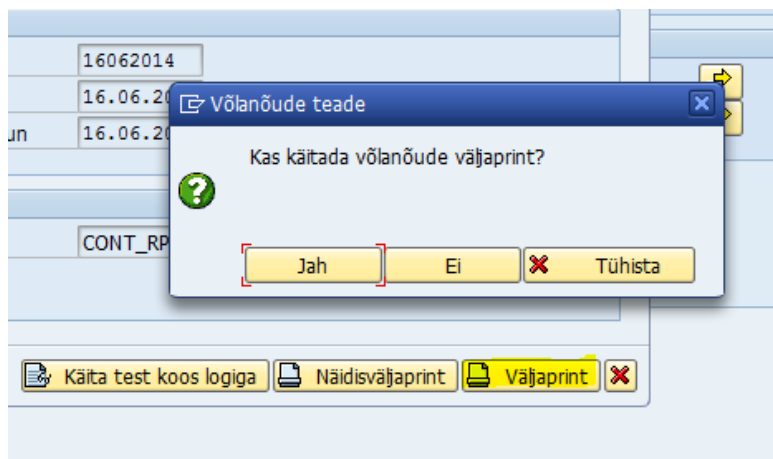 16062014
16.06.20
un 16.06.20
CONT_RP
Võlanõude teade
Kas käitada võlanõude väljaprint?
Jah Ei Tühista
Käita test koos logiga Näidisväljaprint Väljaprint